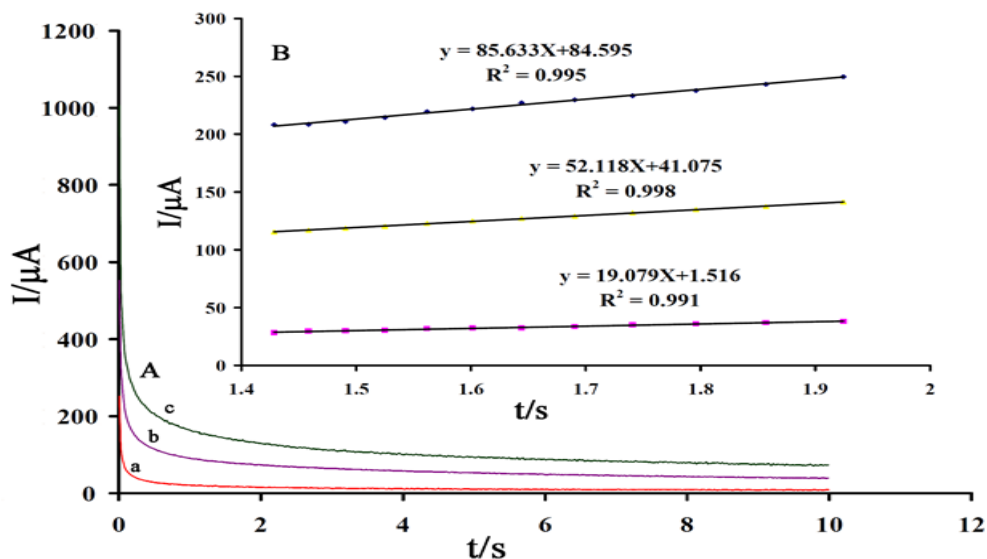 1200
1000
800
600
400
200
0
I/µA
A
c
b
a
0
2
4
6
8
10
12
t/s
B
300
250
200
150
100
50
0
I/µA
y = 85.633X+84.595
R² = 0.995
y = 52.118X+41.075
R² = 0.998
y = 19.079X+1.516
R² = 0.991
1.4
1.5
1.6
1.7
1.8
1.9
2
t/s